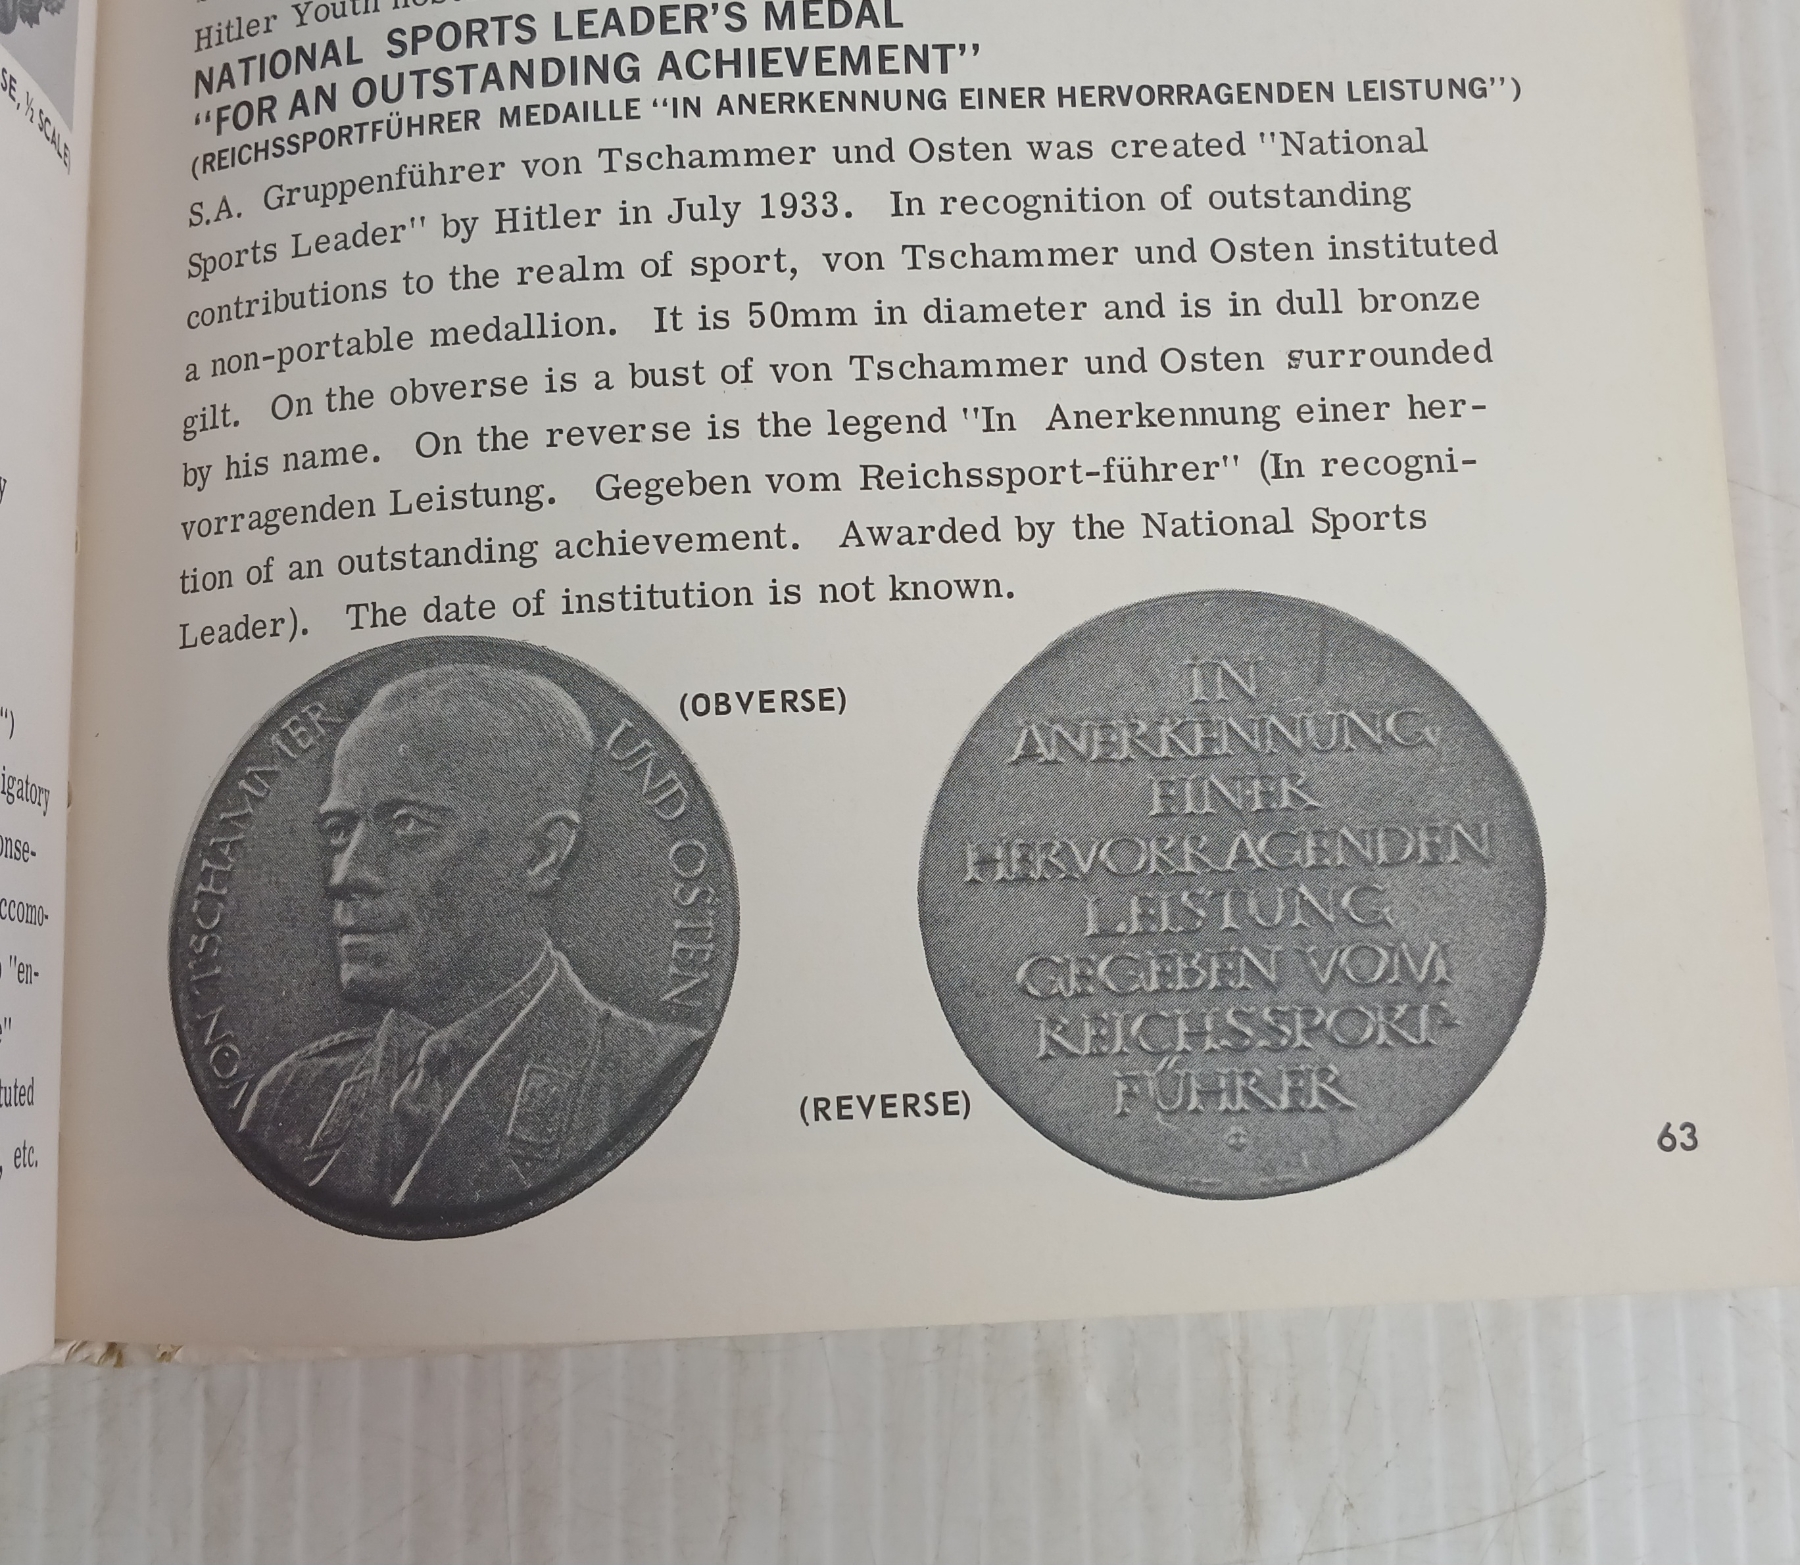 SE, ½ SCALE)
")
igatory
onse-
ccomo-
"en-
"
tuted
, etc.
Hitler Youth
NATIONAL SPORTS LEADER'S MEDAL
"FOR AN OUTSTANDING ACHIEVEMENT"
(REICHSSPORTFÜHRER MEDAILLE "IN ANERKENNUNG EINER HERVORRAGENDEN LEISTUNG")
S.A. Gruppenführer von Tschammer und Osten was created "National
Sports Leader" by Hitler in July 1933. In recognition of outstanding
contributions to the realm of sport, von Tschammer und Osten instituted
a non-portable medallion. It is 50mm in diameter and is in dull bronze
gilt. On the obverse is a bust of von Tschammer und Osten surrounded
by his name. On the reverse is the legend "In Anerkennung einer her-
vorragenden Leistung. Gegeben vom Reichssport-führer" (In recogni-
tion of an outstanding achievement. Awarded by the National Sports
Leader). The date of institution is not known.
(OBVERSE)
VON TSCHAMMER UND OSTEN
(REVERSE)
IN
ANERKENNUNG
EINER
HERVORRAGENDEN
LEISTUNG
GEGEBEN VOM
REICHSSPORT-
FÜHRER
63